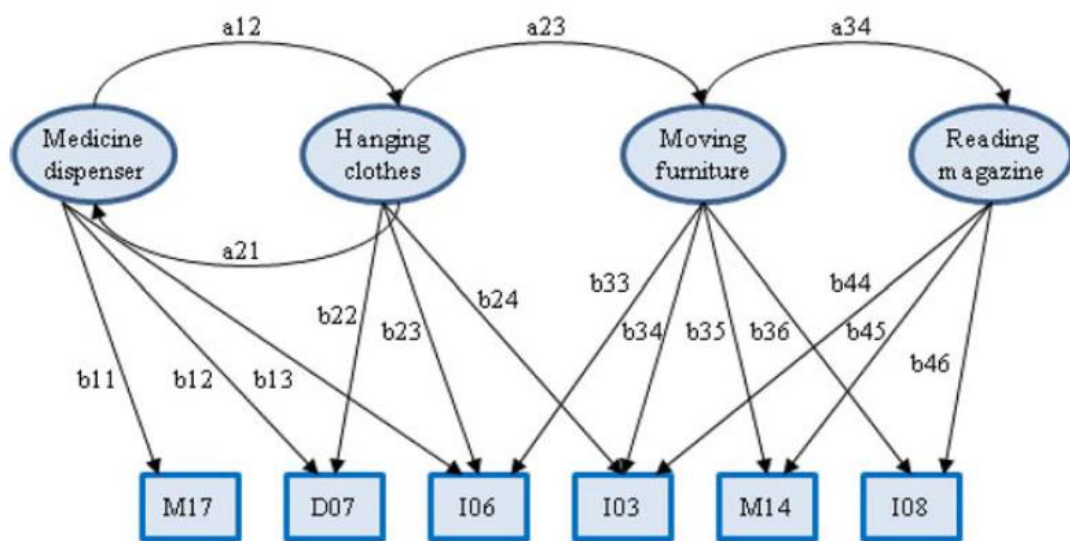 a12
a23
a34
Medicine
dispenser
Hanging
clothes
Moving
furniture
Reading
magazine
a21
b11
b12
b13
b22
b23
b24
b33
b34
b35
b36
b44
b45
b46
M17
D07
I06
I03
M14
I08